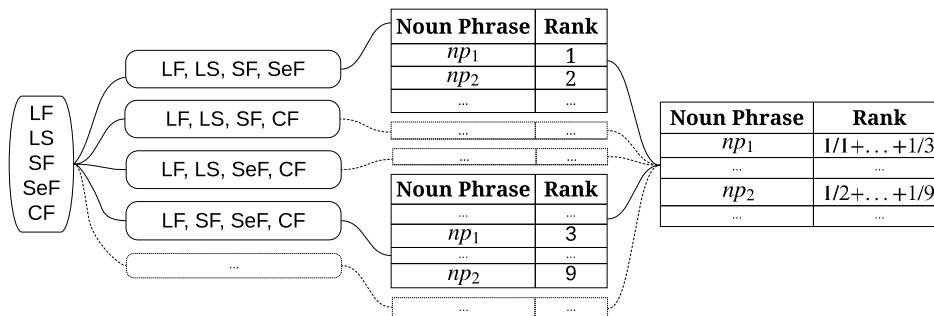 LF
LS
SF
SeF
CF
LF, LS, SF, SeF
LF, LS, SF, CF
LF, LS, SeF, CF
LF, SF, SeF, CF
...
Noun Phrase Rank
np₁ 1
np₂ 2
... ...
... ...
... ...
Noun Phrase Rank
... ...
np₁ 3
... ...
np₂ 9
... ...
... ...
Noun Phrase Rank
np₁ 1/1+...+1/3
... ...
np₂ 1/2+...+1/9
... ...